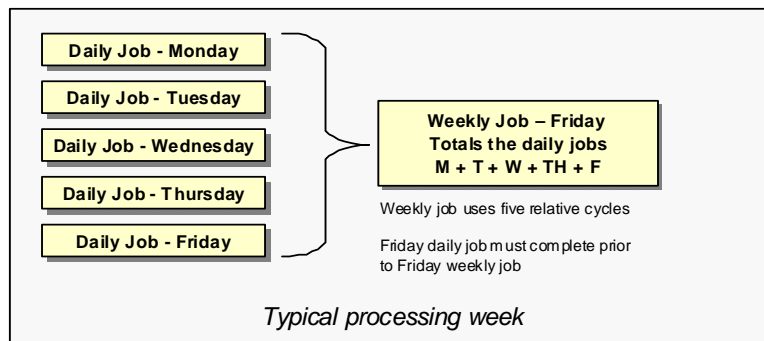 Daily Job - Monday
Daily Job - Tuesday
Daily Job - Wednesday
Daily Job - Thursday
Daily Job - Friday
Weekly Job – Friday
Totals the daily jobs
M + T + W + TH + F
Weekly job uses five relative cycles
Friday daily job must complete prior
to Friday weekly job
Typical processing week